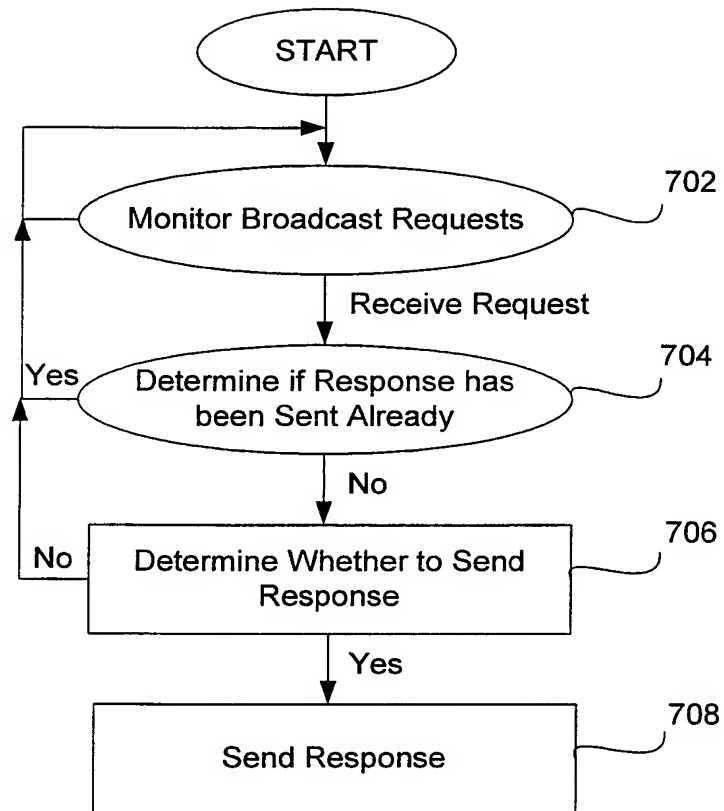 START
702
Monitor Broadcast Requests
Receive Request
704
Yes
Determine if Response has
been Sent Already
No
706
No
Determine Whether to Send
Response
Yes
708
Send Response